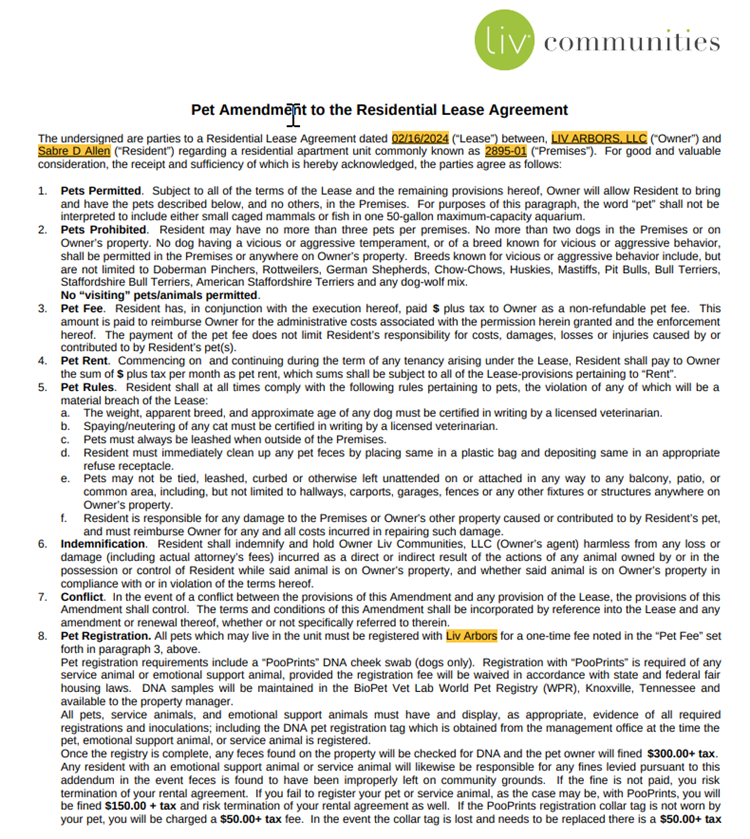 liv communities
Pet Amendment to the Residential Lease Agreement
The undersigned are parties to a Residential Lease Agreement dated 02/16/2024 (“Lease”) between, LIV ARBORS, LLC (“Owner”) and
Sabre D Allen (“Resident”) regarding a residential apartment unit commonly known as 2895-01 (“Premises”). For good and valuable
consideration, the receipt and sufficiency of which is hereby acknowledged, the parties agree as follows:
1. Pets Permitted. Subject to all of the terms of the Lease and the remaining provisions hereof, Owner will allow Resident to bring
and have the pets described below, and no others, in the Premises. For purposes of this paragraph, the word “pet” shall not be
interpreted to include either small caged mammals or fish in one 50-gallon maximum-capacity aquarium.
2. Pets Prohibited. Resident may have no more than three pets per premises. No more than two dogs in the Premises or on
Owner’s property. No dog having a vicious or aggressive temperament, or of a breed known for vicious or aggressive behavior,
shall be permitted in the Premises or anywhere on Owner’s property. Breeds known for vicious or aggressive behavior include, but
are not limited to Doberman Pinchers, Rottweilers, German Shepherds, Chow-Chows, Huskies, Mastiffs, Pit Bulls, Bull Terriers,
Staffordshire Bull Terriers, American Staffordshire Terriers and any dog-wolf mix.
No “visiting” pets/animals permitted.
3. Pet Fee. Resident has, in conjunction with the execution hereof, paid $ plus tax to Owner as a non-refundable pet fee. This
amount is paid to reimburse Owner for the administrative costs associated with the permission herein granted and the enforcement
hereof. The payment of the pet fee does not limit Resident’s responsibility for costs, damages, losses or injuries caused by or
contributed to by Resident’s pet(s).
4. Pet Rent. Commencing on and continuing during the term of any tenancy arising under the Lease, Resident shall pay to Owner
the sum of $ plus tax per month as pet rent, which sums shall be subject to all of the Lease-provisions pertaining to “Rent”.
5. Pet Rules. Resident shall at all times comply with the following rules pertaining to pets, the violation of any of which will be a
material breach of the Lease:
a. The weight, apparent breed, and approximate age of any dog must be certified in writing by a licensed veterinarian.
b. Spaying/neutering of any cat must be certified in writing by a licensed veterinarian.
c. Pets must always be leashed when outside of the Premises.
d. Resident must immediately clean up any pet feces by placing same in a plastic bag and depositing same in an appropriate
refuse receptacle.
e. Pets may not be tied, leashed, curbed or otherwise left unattended on or attached in any way to any balcony, patio, or
common area, including, but not limited to hallways, carports, garages, fences or any other fixtures or structures anywhere on
Owner’s property.
f. Resident is responsible for any damage to the Premises or Owner’s other property caused or contributed to by Resident’s pet,
and must reimburse Owner for any and all costs incurred in repairing such damage.
6. Indemnification. Resident shall indemnify and hold Owner Liv Communities, LLC (Owner’s agent) harmless from any loss or
damage (including actual attorney’s fees) incurred as a direct or indirect result of the actions of any animal owned by or in the
possession or control of Resident while said animal is on Owner’s property, and whether said animal is on Owner’s property in
compliance with or in violation of the terms hereof.
7. Conflict. In the event of a conflict between the provisions of this Amendment and any provision of the Lease, the provisions of this
Amendment shall control. The terms and conditions of this Amendment shall be incorporated by reference into the Lease and any
amendment or renewal thereof, whether or not specifically referred to therein.
8. Pet Registration. All pets which may live in the unit must be registered with Liv Arbors for a one-time fee noted in the “Pet Fee” set
forth in paragraph 3, above.
Pet registration requirements include a “PooPrints” DNA cheek swab (dogs only). Registration with “PooPrints” is required of any
service animal or emotional support animal, provided the registration fee will be waived in accordance with state and federal fair
housing laws. DNA samples will be maintained in the BioPet Vet Lab World Pet Registry (WPR), Knoxville, Tennessee and
available to the property manager.
All pets, service animals, and emotional support animals must have and display, as appropriate, evidence of all required
registrations and inoculations; including the DNA pet registration tag which is obtained from the management office at the time the
pet, emotional support animal, or service animal is registered.
Once the registry is complete, any feces found on the property will be checked for DNA and the pet owner will fined $300.00+ tax.
Any resident with an emotional support animal or service animal will likewise be responsible for any fines levied pursuant to this
addendum in the event feces is found to have been improperly left on community grounds. If the fine is not paid, you risk
termination of your rental agreement. If you fail to register your pet or service animal, as the case may be, with PooPrints, you will
be fined $150.00 + tax and risk termination of your rental agreement as well. If the PooPrints registration collar tag is not worn by
your pet, you will be charged a $50.00+ tax fee. In the event the collar tag is lost and needs to be replaced there is a $50.00+ tax